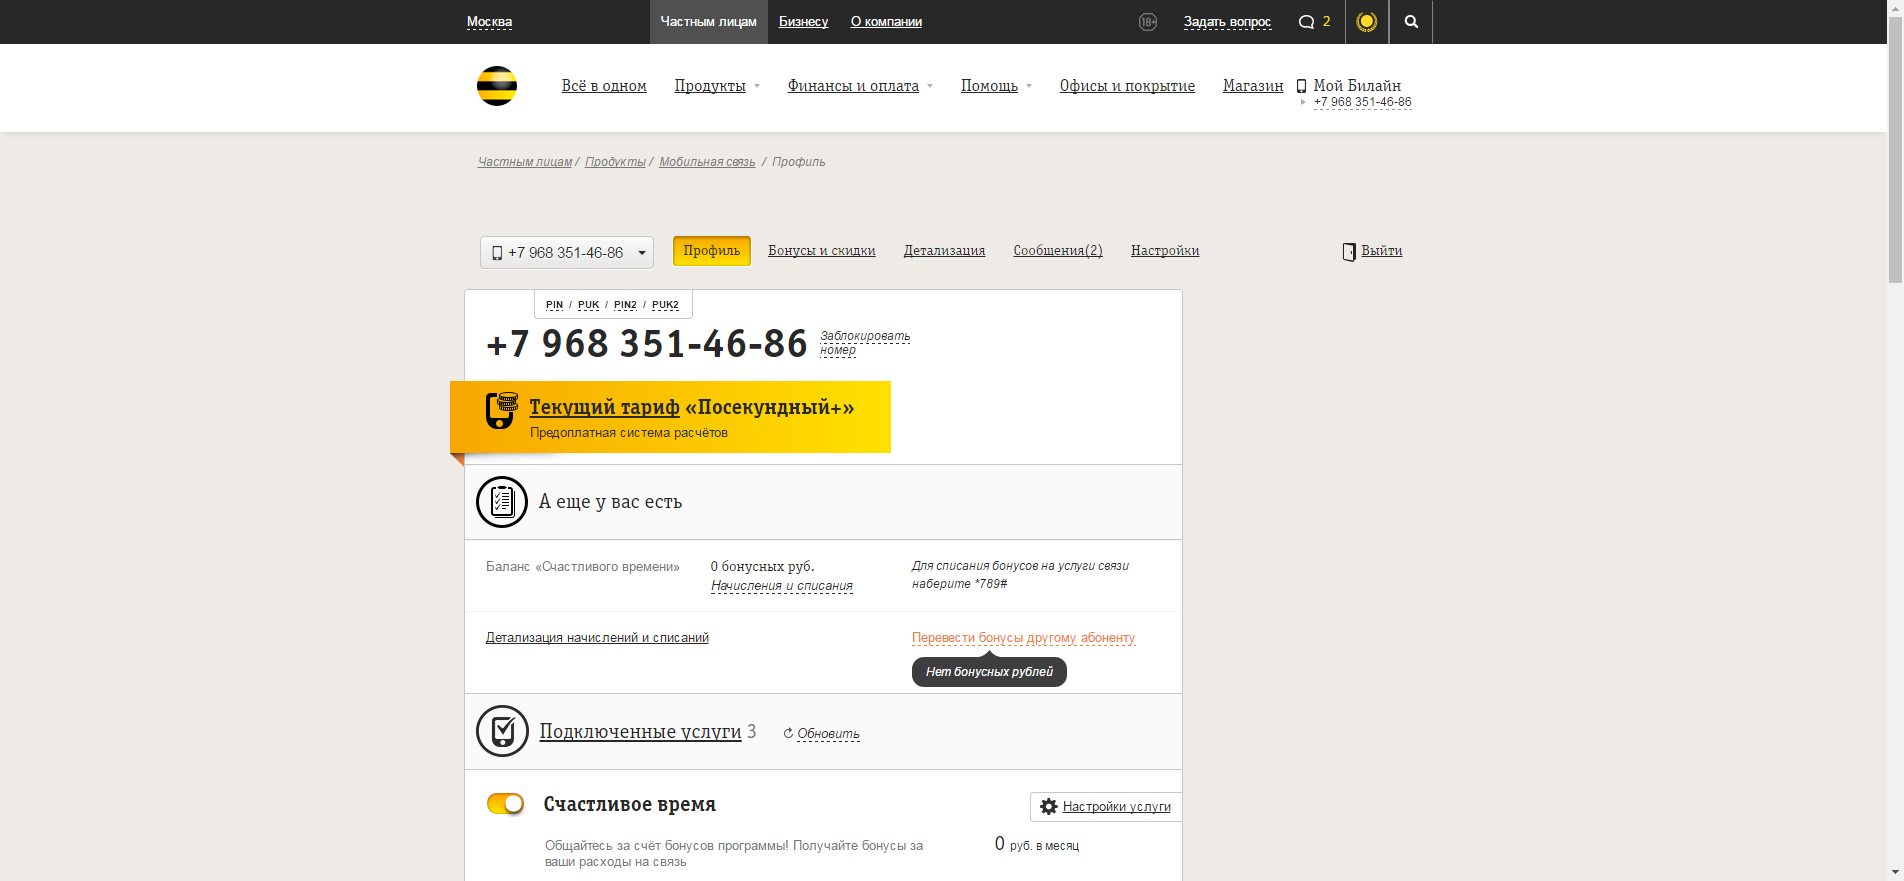 Москва
Частным лицам
Бизнесу
О компании
18+
Задать вопрос
2
Всё в одном
Продукты
Финансы и оплата
Помощь
Офисы и покрытие
Магазин
Мой Билайн
+7 968 351-46-86
Частным лицам / Продукты / Мобильная связь / Профиль
+7 968 351-46-86
Профиль
Бонусы и скидки
Детализация
Сообщения(2)
Настройки
Выйти
PIN / PUK / PIN2 / PUK2
+7 968 351-46-86
Заблокировать
номер
Текущий тариф «Посекундный+»
Предоплатная система расчётов
А еще у вас есть
Баланс «Счастливого времени»
0 бонусных руб.
Начисления и списания
Для списания бонусов на услуги связи
наберите *789#
Детализация начислений и списаний
Перевести бонусы другому абоненту
Нет бонусных рублей
Подключенные услуги 3
Обновить
Счастливое время
Настройки услуги
Общайтесь за счёт бонусов программы! Получайте бонусы за
ваши расходы на связь
0 руб. в месяц